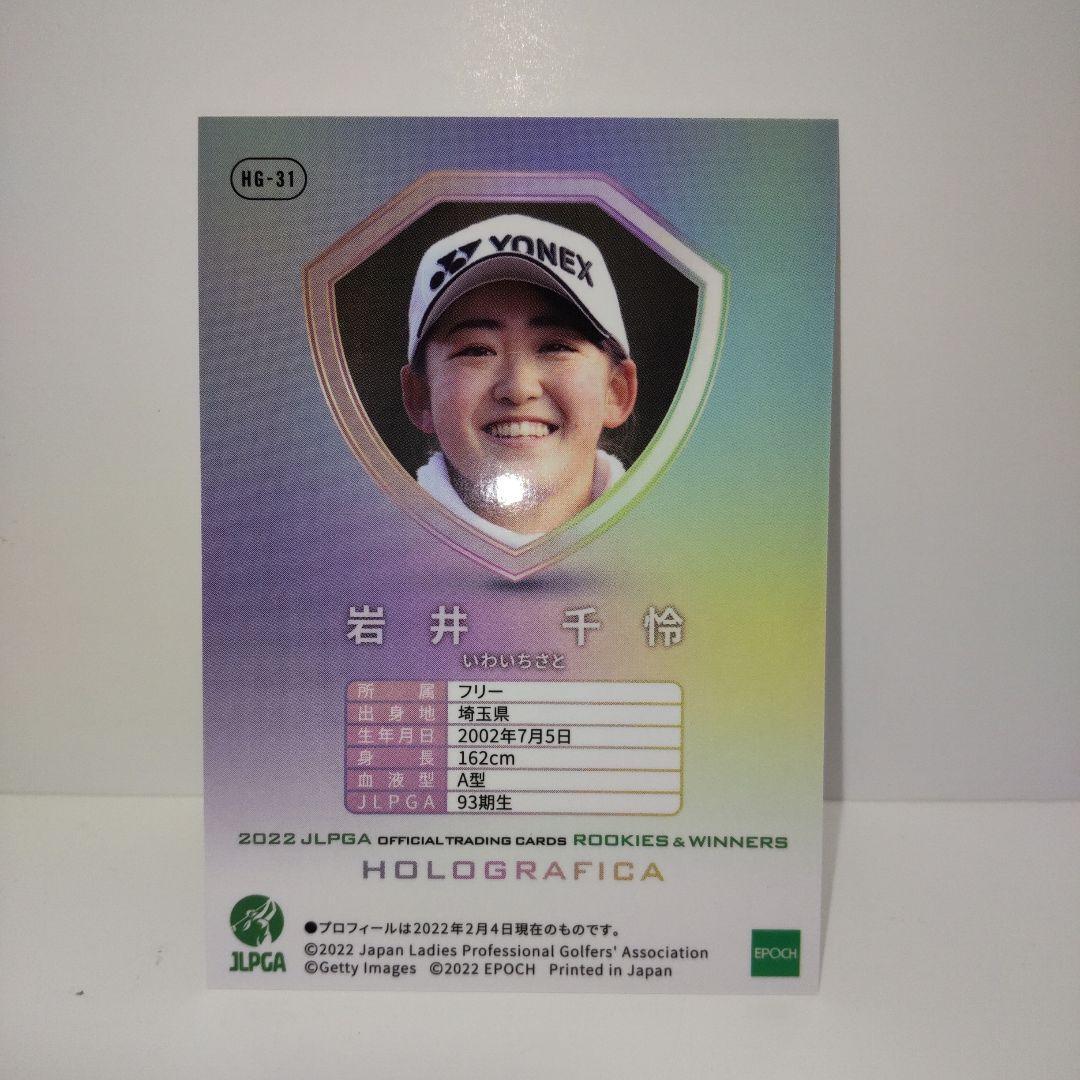 HG-31
YONEX
岩井 千怜
いわいちさと
所属 フリー
出身地 埼玉県
生年月日 2002年7月5日
身長 162cm
血液型 A型
JLPGA 93期生
2022 JLPGA OFFICIAL TRADING CARDS ROOKIES & WINNERS
HOLOGRAFICA
●プロフィールは2022年2月4日現在のものです。
©2022 Japan Ladies Professional Golfers' Association
©Getty Images ©2022 EPOCH Printed in Japan
JLPGA
EPOCH